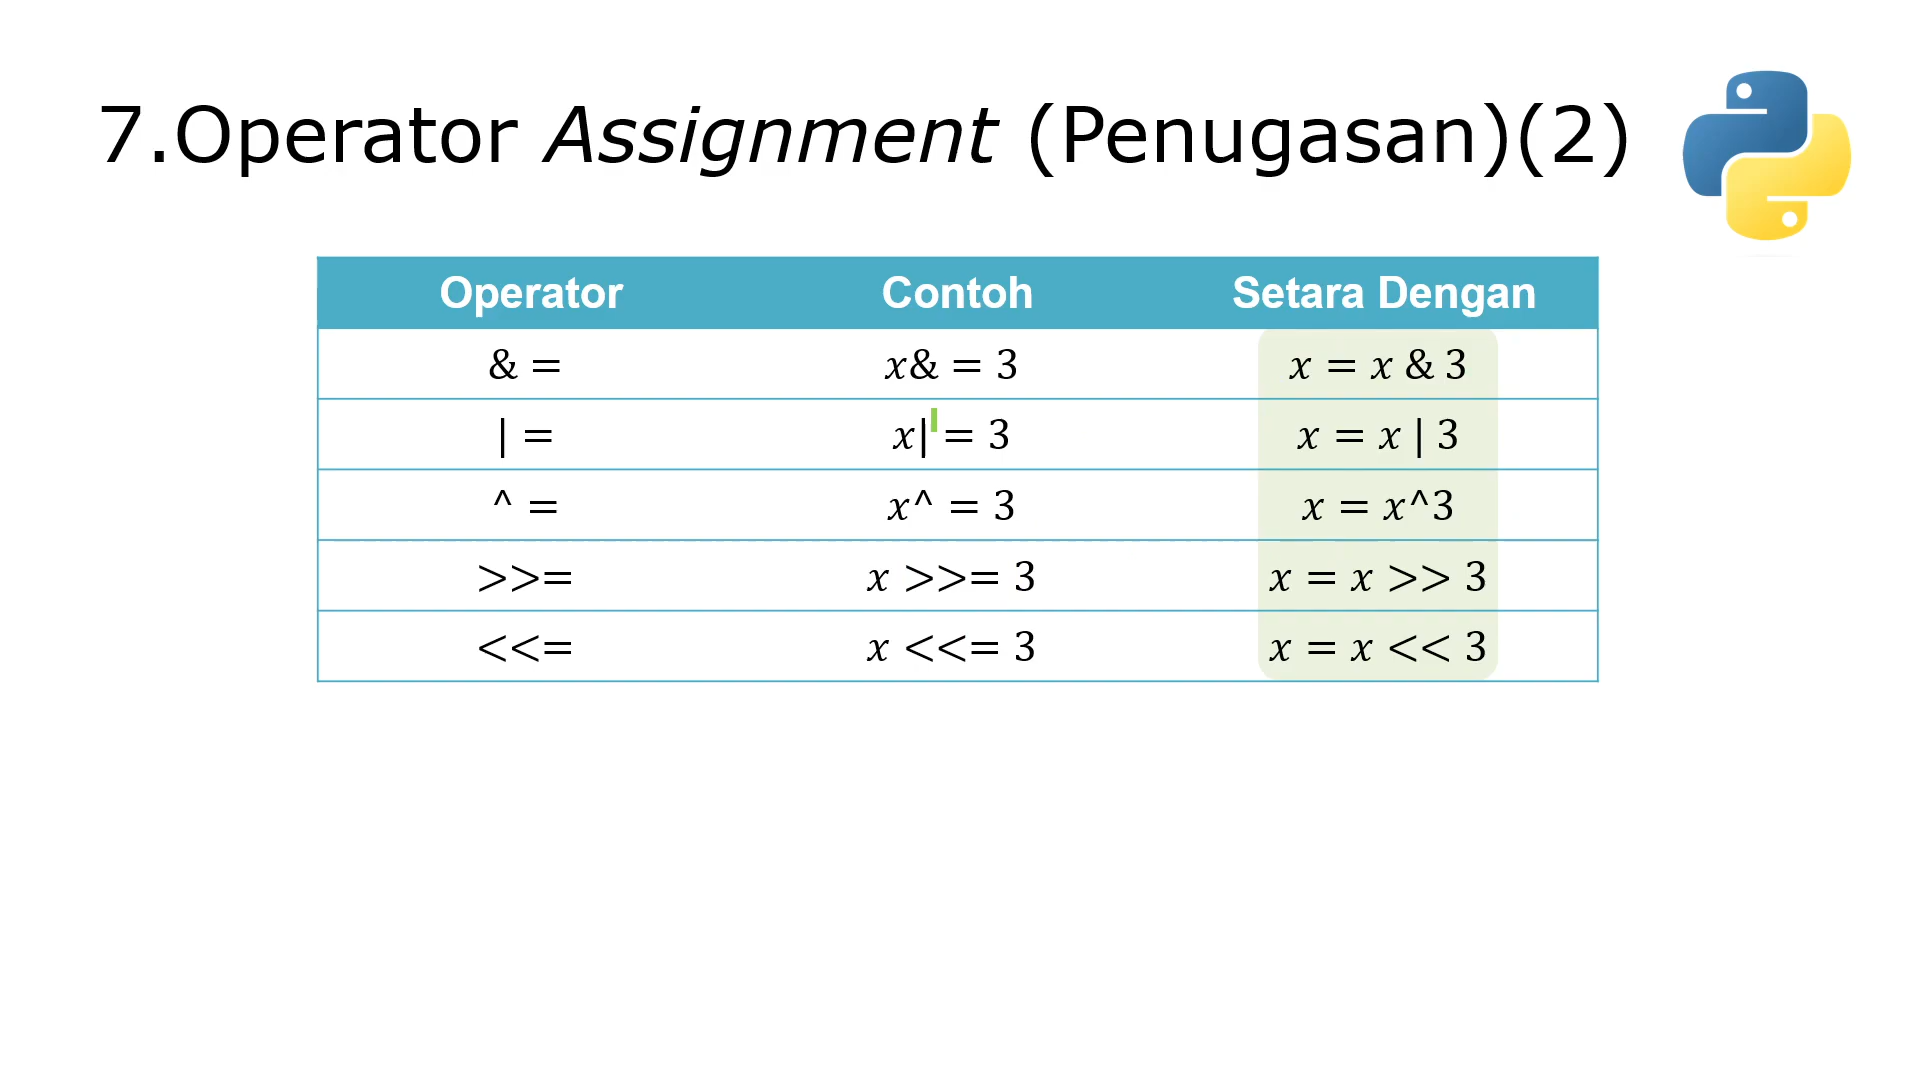 7.Operator Assignment (Penugasan)(2)
Operator Contoh Setara Dengan
& = x& = 3 x = x & 3
| = x| = 3 x = x | 3
^ = x^ = 3 x = x^3
>>= x >>= 3 x = x >> 3
<<= x <<= 3 x = x << 3